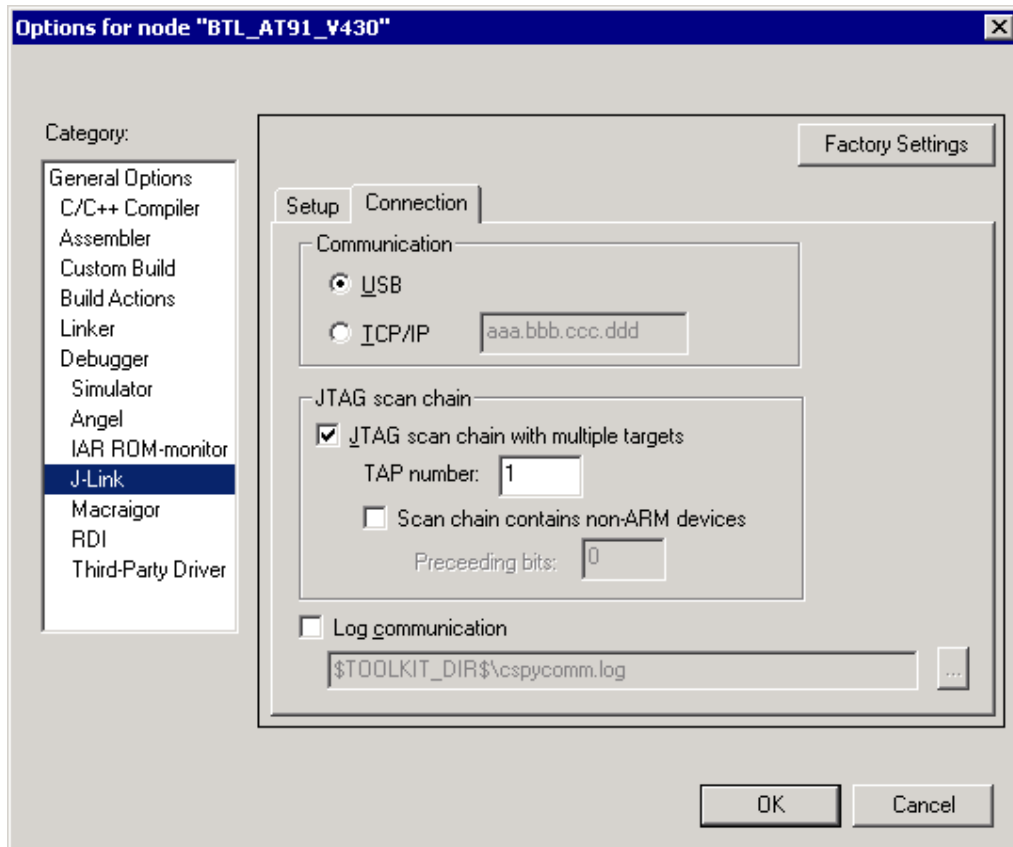 Options for node "BTL_AT91_V430"
Category:
Factory Settings
General Options
C/C++ Compiler
Assembler
Custom Build
Build Actions
Linker
Debugger
Simulator
Angel
IAR ROM-monitor
J-Link
Macraigor
RDI
Third-Party Driver
Setup Connection
Communication
USB
TCP/IP aaa.bbb.ccc.ddd
JTAG scan chain
JTAG scan chain with multiple targets
TAP number: 1
Scan chain contains non-ARM devices
Preceeding bits: 0
Log communication
$TOOLKIT_DIR$\cspycomm.log ...
OK Cancel